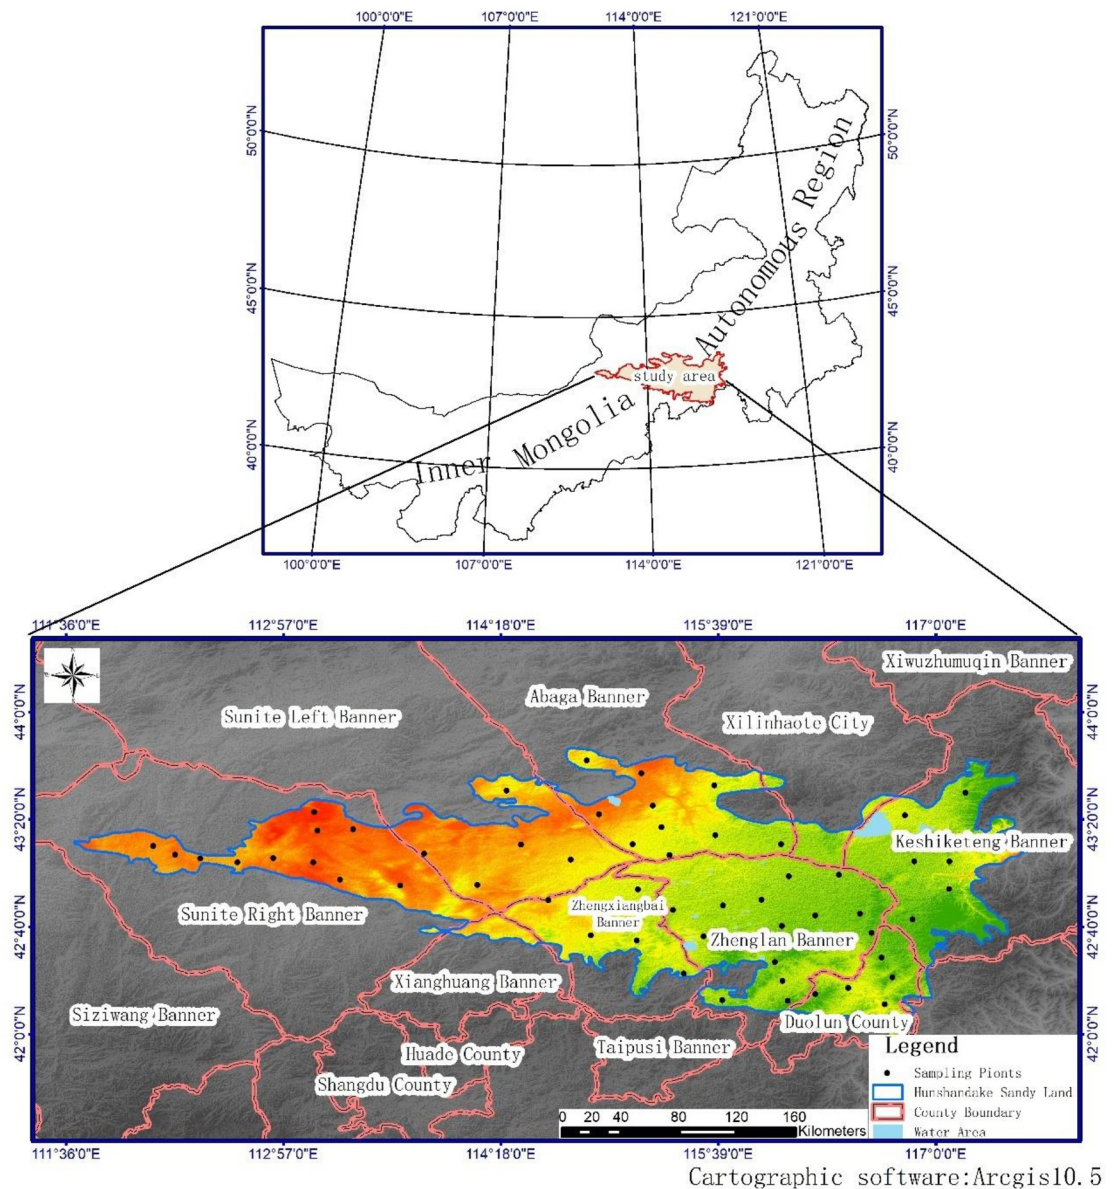 100°0'0"E 107°0'0"E 114°0'0"E 121°0'0"E
50°0'0"N 50°0'0"N
45°0'0"N 45°0'0"N
40°0'0"N 40°0'0"N
Inner Mongolia Autonomous Region
study area
100°0'0"E 107°0'0"E 114°0'0"E 121°0'0"E
111°36'0"E 112°57'0"E 114°18'0"E 115°39'0"E 117°0'0"E
44°0'0"N 44°0'0"N
43°20'0"N 43°20'0"N
42°40'0"N 42°40'0"N
42°0'0"N 42°0'0"N
Xiwuzhumuqin Banner
Abaga Banner
Sunite Left Banner
Xilinhaote City
Keshiketeng Banner
Sunite Right Banner
Zhengxiangbai
Banner
Zhenglan Banner
Xianghuang Banner
Siziwang Banner
Duolun County
Huade County
Taipusi Banner
Shangdu County
Legend
Sampling Pionts
Hunshandake Sandy Land
County Boundary
Water Area
0 20 40 80 120 160
Kilometers
111°36'0"E 112°57'0"E 114°18'0"E 115°39'0"E 117°0'0"E
Cartographic software:Arcgis10.5